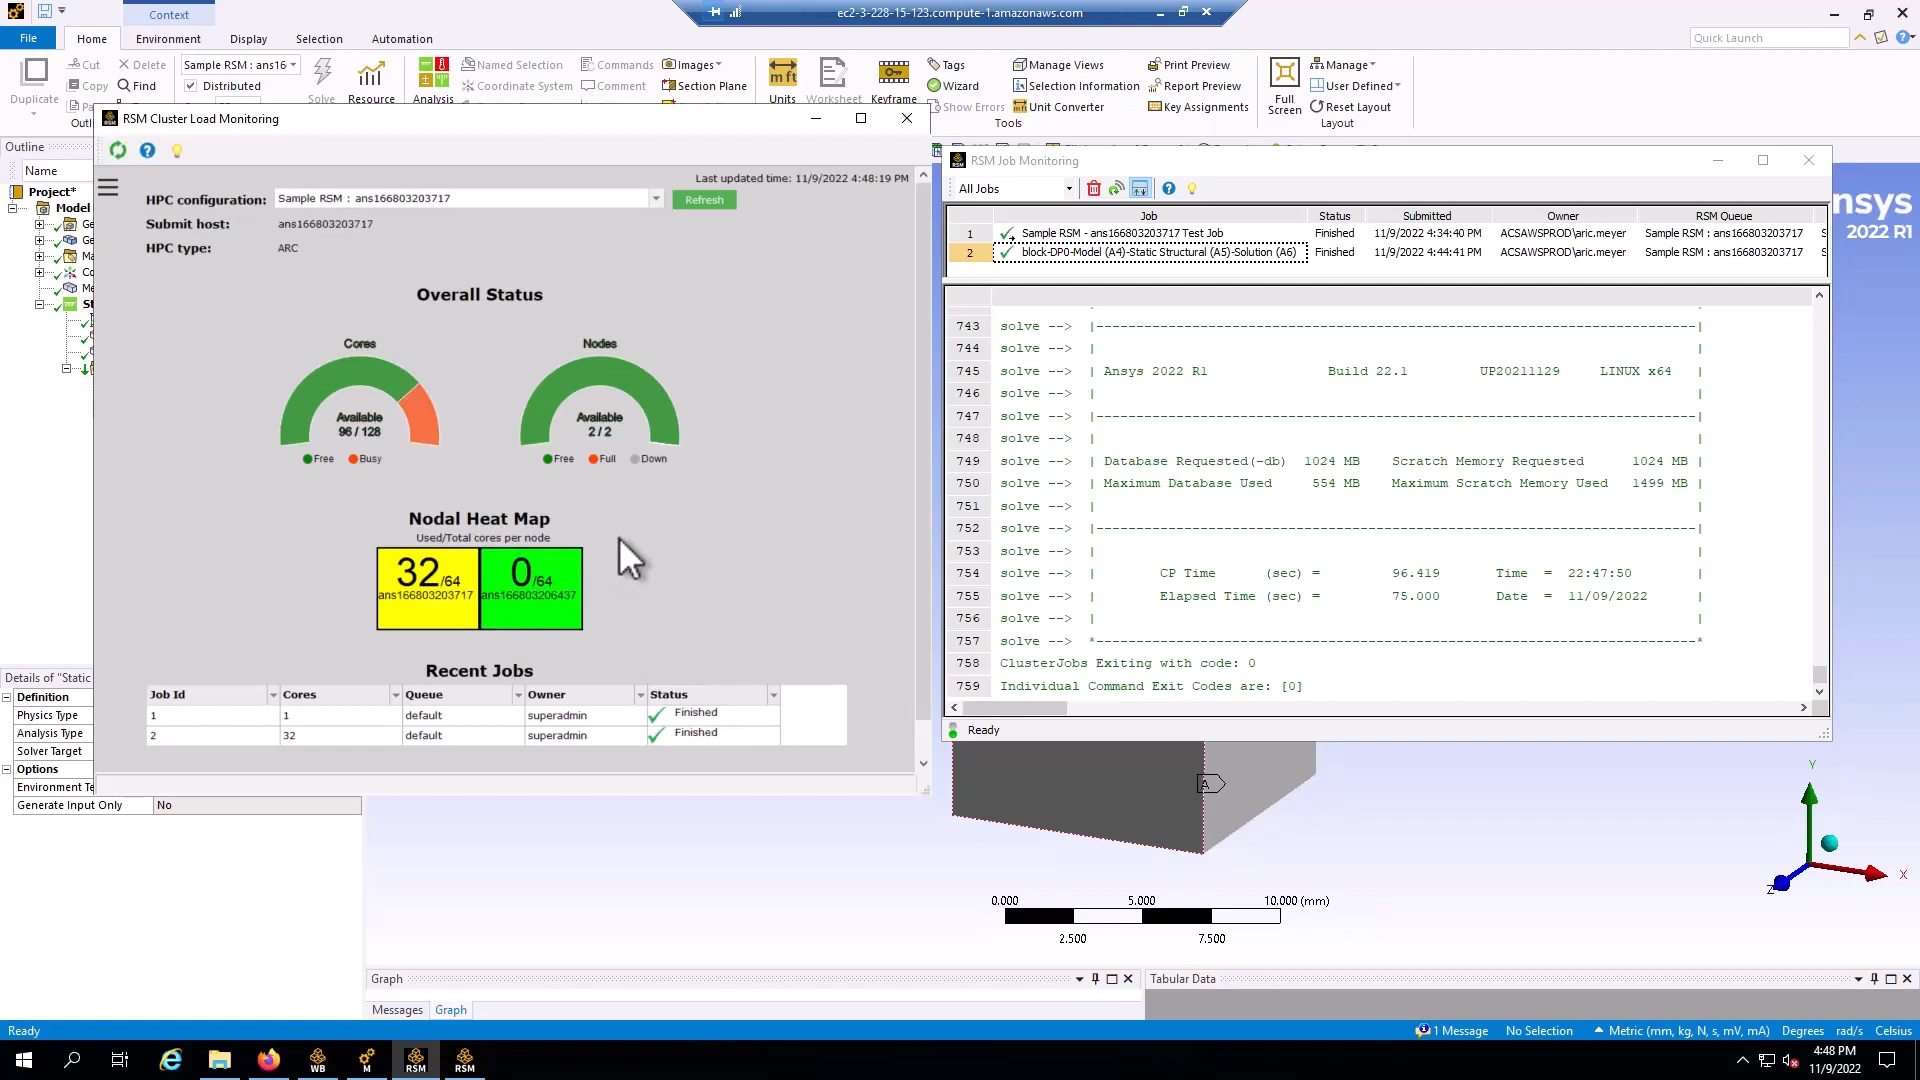 Context
ec2-3-228-15-123.compute-1.amazonaws.com
File Home Environment Display Selection Automation
Quick Launch
Duplicate
Cut
Copy
Delete
Find
Sample RSM : ans1
Distributed
Solve
Resource
Analysis
Named Selection
Coordinate System
Commands
Comment
Images
Section Plane
Units
Worksheet
Keyframe
Tags
Wizard
Show Errors
Manage Views
Selection Information
Unit Converter
Print Preview
Report Preview
Key Assignments
Tools
Full Screen
Manage
User Defined
Reset Layout
Layout
Outline
Name
Project*
Model
RSM Cluster Load Monitoring
Last updated time: 11/9/2022 4:48:19 PM
HPC configuration: Sample RSM : ans166803203717 Refresh
Submit host: ans166803203717
HPC type: ARC
Overall Status
Cores
Available
96 / 128
Free Busy
Nodes
Available
2 / 2
Free Full Down
Nodal Heat Map
Used/Total cores per node
32/64
ans166803203717
0/64
ans166803206437
Recent Jobs
Job Id Cores Queue Owner Status
1 1 default superadmin Finished
2 32 default superadmin Finished
RSM Job Monitoring
All Jobs
Job Status Submitted Owner RSM Queue
1 Sample RSM - ans166803203717 Test Job Finished 11/9/2022 4:34:40 PM ACSAWSPROD\aric.meyer Sample RSM : ans166803203717 S
2 block-DP0-Model (A4)-Static Structural (A5)-Solution (A6) Finished 11/9/2022 4:44:41 PM ACSAWSPROD\aric.meyer Sample RSM : ans166803203717 S
743 solve --> |---------------------------------------------------------------------------|
744 solve --> | |
745 solve --> | Ansys 2022 R1 Build 22.1 UP20211129 LINUX x64 |
746 solve --> | |
747 solve --> |---------------------------------------------------------------------------|
748 solve --> | |
749 solve --> | Database Requested(-db) 1024 MB Scratch Memory Requested 1024 MB |
750 solve --> | Maximum Database Used 554 MB Maximum Scratch Memory Used 1499 MB |
751 solve --> | |
752 solve --> |---------------------------------------------------------------------------|
753 solve --> | |
754 solve --> | CP Time (sec) = 96.419 Time = 22:47:50 |
755 solve --> | Elapsed Time (sec) = 75.000 Date = 11/09/2022 |
756 solve --> | |
757 solve --> *---------------------------------------------------------------------------*
758 ClusterJobs Exiting with code: 0
759 Individual Command Exit Codes are: [0]
Ready
nsys
2022 R1
Details of "Static
Definition
Physics Type
Analysis Type
Solver Target
Options
Environment Te
Generate Input Only No
A
Y
X
Z
0.000 5.000 10.000 (mm)
2.500 7.500
Graph
Tabular Data
Messages Graph
Ready
1 Message No Selection Metric (mm, kg, N, s, mV, mA) Degrees rad/s Celsius
WB M RSM RSM
4:48 PM
11/9/2022